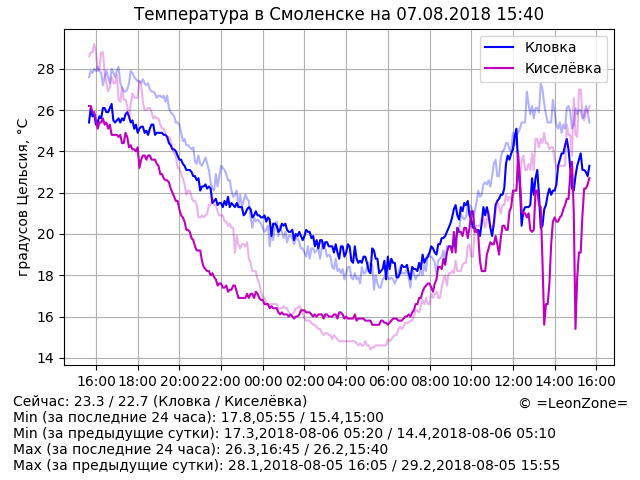 Температура в Смоленске на 07.08.2018 15:40
Кловка
Киселёвка
градусов Цельсия, °C
28
26
24
22
20
18
16
14
16:00 18:00 20:00 22:00 00:00 02:00 04:00 06:00 08:00 10:00 12:00 14:00 16:00
© =LeonZone=
Сейчас: 23.3 / 22.7 (Кловка / Киселёвка)
Min (за последние 24 часа): 17.8,05:55 / 15.4,15:00
Min (за предыдущие сутки): 17.3,2018-08-06 05:20 / 14.4,2018-08-06 05:10
Max (за последние 24 часа): 26.3,16:45 / 26.2,15:40
Max (за предыдущие сутки): 28.1,2018-08-05 16:05 / 29.2,2018-08-05 15:55